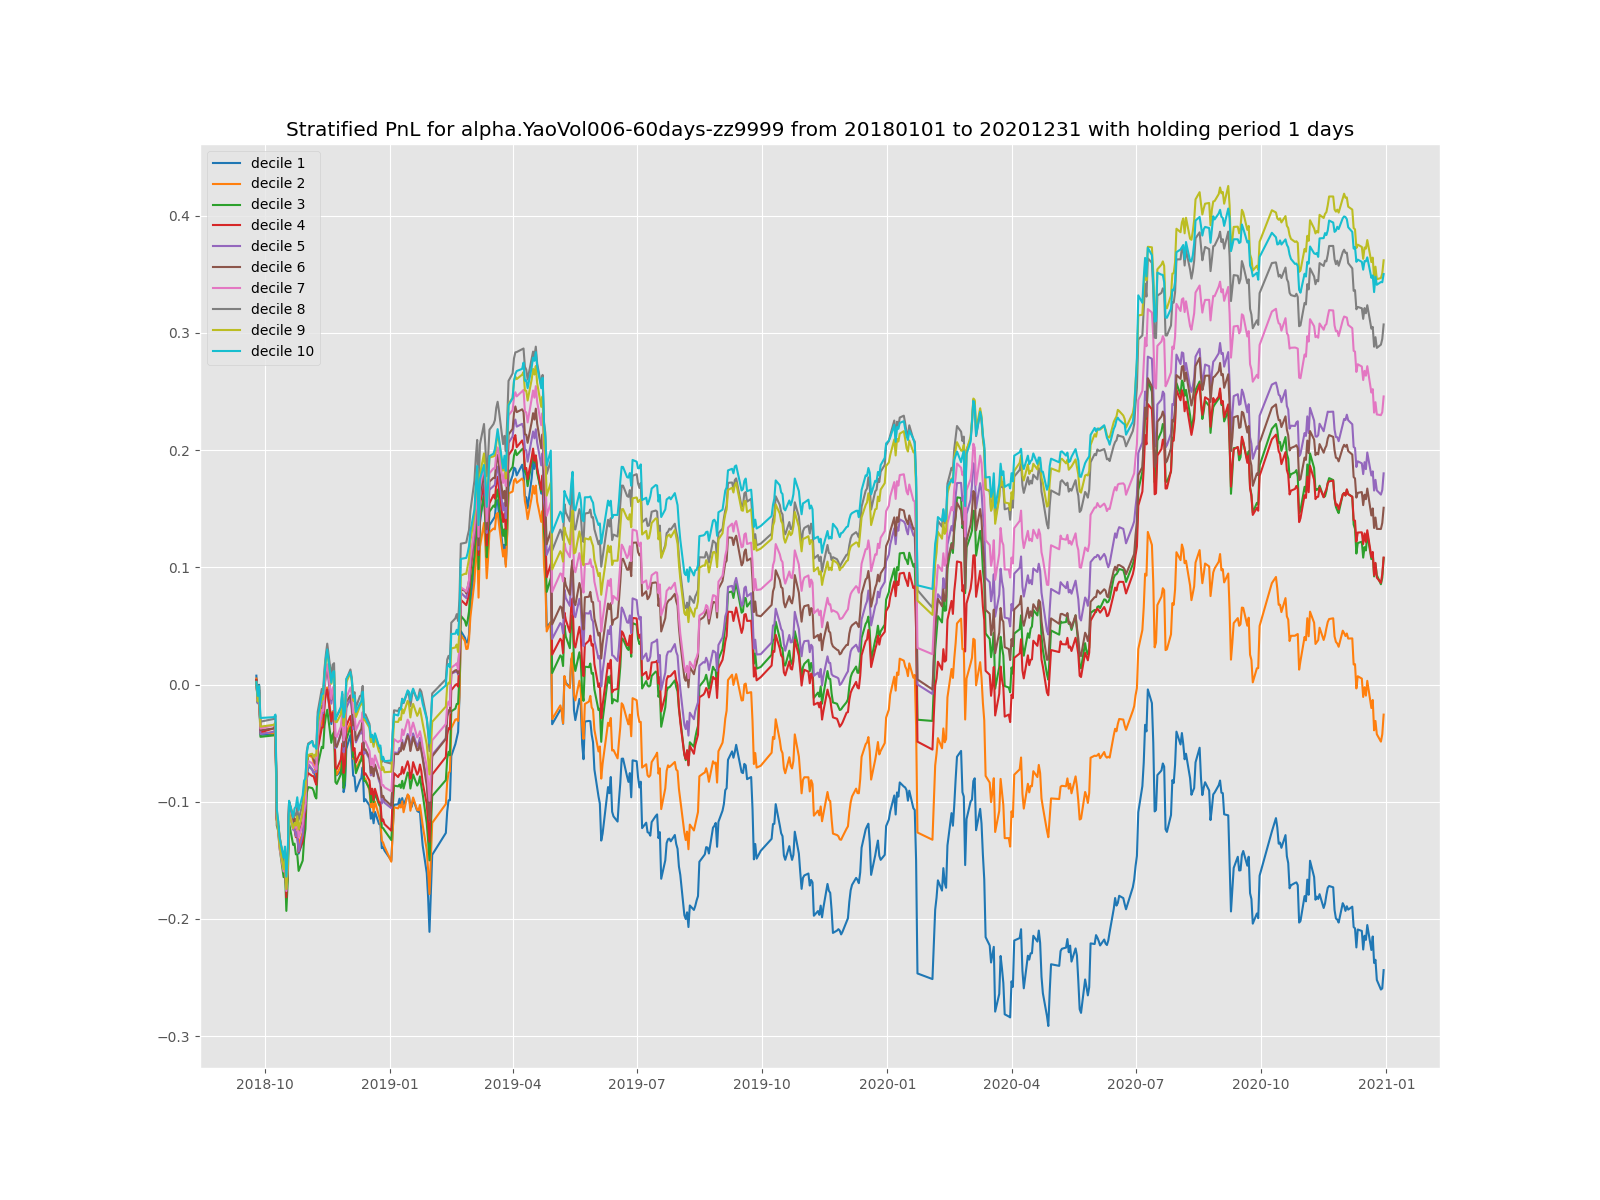 Stratified PnL for alpha.YaoVol006-60days-zz9999 from 20180101 to 20201231 with holding period 1 days
decile 1
decile 2
decile 3
decile 4
decile 5
decile 6
decile 7
decile 8
decile 9
decile 10
0.4
0.3
0.2
0.1
0.0
−0.1
−0.2
−0.3
2018-10 2019-01 2019-04 2019-07 2019-10 2020-01 2020-04 2020-07 2020-10 2021-01